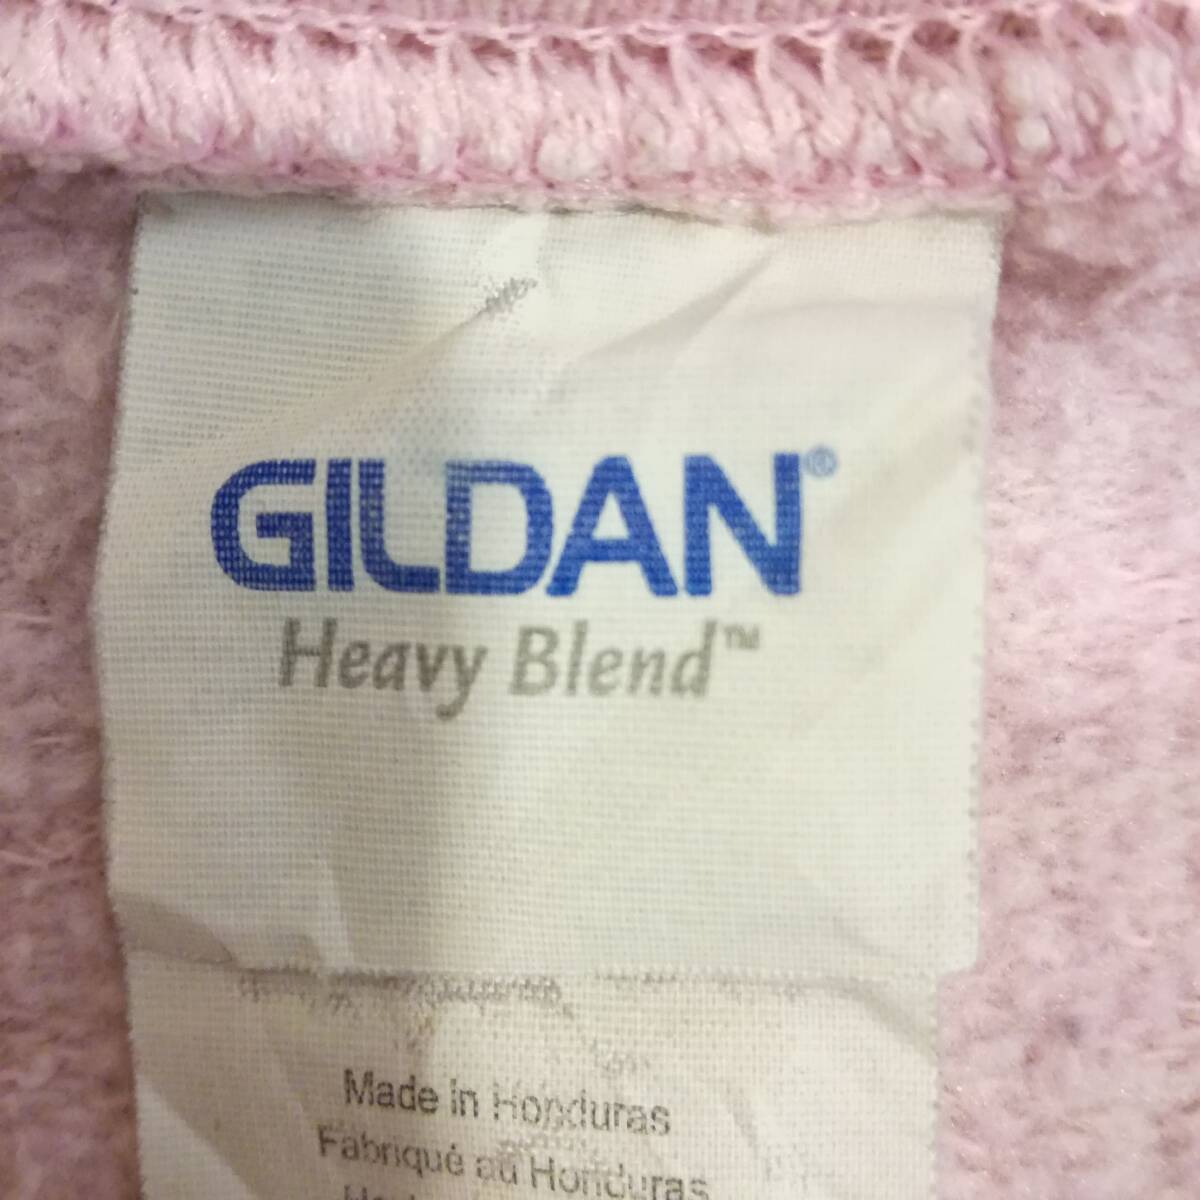 GILDAN®
Heavy Blend™
Made in Honduras
Fabriqué au Honduras